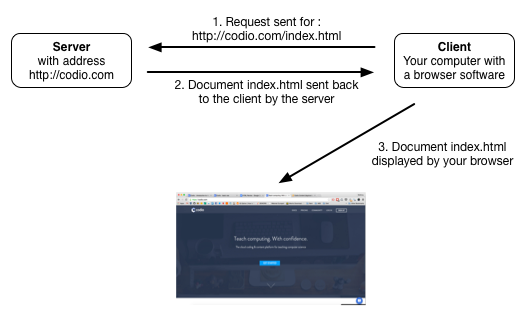 1. Request sent for :
http://codio.com/index.html
Server
with address
http://codio.com
Client
Your computer with
a browser software
2. Document index.html sent back
to the client by the server
3. Document index.html
displayed by your browser
codio
Teach computing. With confidence.